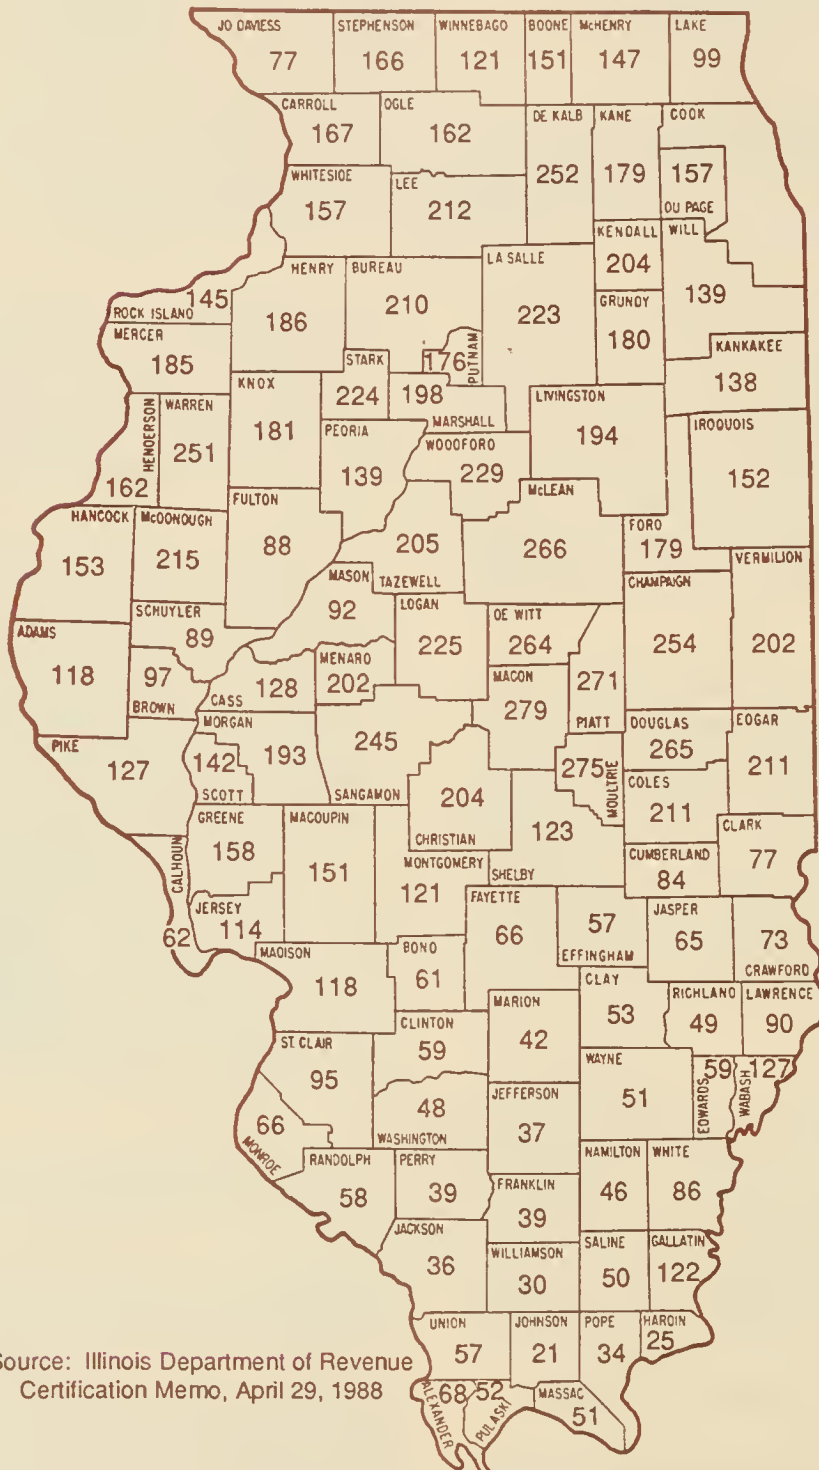 JO DAVIESS STEPHENSON WINNEBAGO BOONE McHENRY LAKE
77 166 121 151 147 99
CARROLL OGLE DE KALB KANE COOK
167 162 252 179 157
DU PAGE
WHITESIDE LEE
157 212
KENDALL WILL
204 139
HENRY BUREAU LA SALLE
186 210 223
ROCK ISLAND 145
GRUNDY
180
MERCER
185
STARK 176 PUTNAM
224 198
MARSHALL
KANKAKEE
138
HENDERSON WARREN KNOX
162 251 181
PEORIA
139
WOODFORD
229
LIVINGSTON
194
IROQUOIS
152
HANCOCK McDONOUGH FULTON
153 215 88
205
TAZEWELL
McLEAN
266
FORD
179
VERMILION
202
MASON
92
CHAMPAIGN
254
ADAMS SCHUYLER
118 89
97
BROWN
128
CASS
MENARD
202
LOGAN
225
DE WITT
264
271
PIATT
MACON
279
PIKE
127
MORGAN
193
142
SCOTT
245
SANGAMON
204
CHRISTIAN
275 MOULTRIE
DOUGLAS
265
EDGAR
211
COLES
211
GREENE
158
MACOUPIN
151
MONTGOMERY
121
123
SHELBY
CUMBERLAND
84
CLARK
77
CALHOUN
62
JERSEY
114
FAYETTE
66
57
EFFINGHAM
JASPER
65
73
CRAWFORD
MADISON
118
BOND
61
CLAY
53
RICHLAND LAWRENCE
49 90
MARION
42
CLINTON
59
ST. CLAIR
95
WAYNE
51
59 127
EDWARDS WABASH
66
MONROE
48
WASHINGTON
JEFFERSON
37
RANDOLPH PERRY
58 39
FRANKLIN
39
HAMILTON WHITE
46 86
JACKSON
36
WILLIAMSON
30
SALINE GALLATIN
50 122
UNION JOHNSON POPE HARDIN
57 21 34 25
68 52
ALEXANDER PULASKI
MASSAC
51
Source: Illinois Department of Revenue
Certification Memo, April 29, 1988